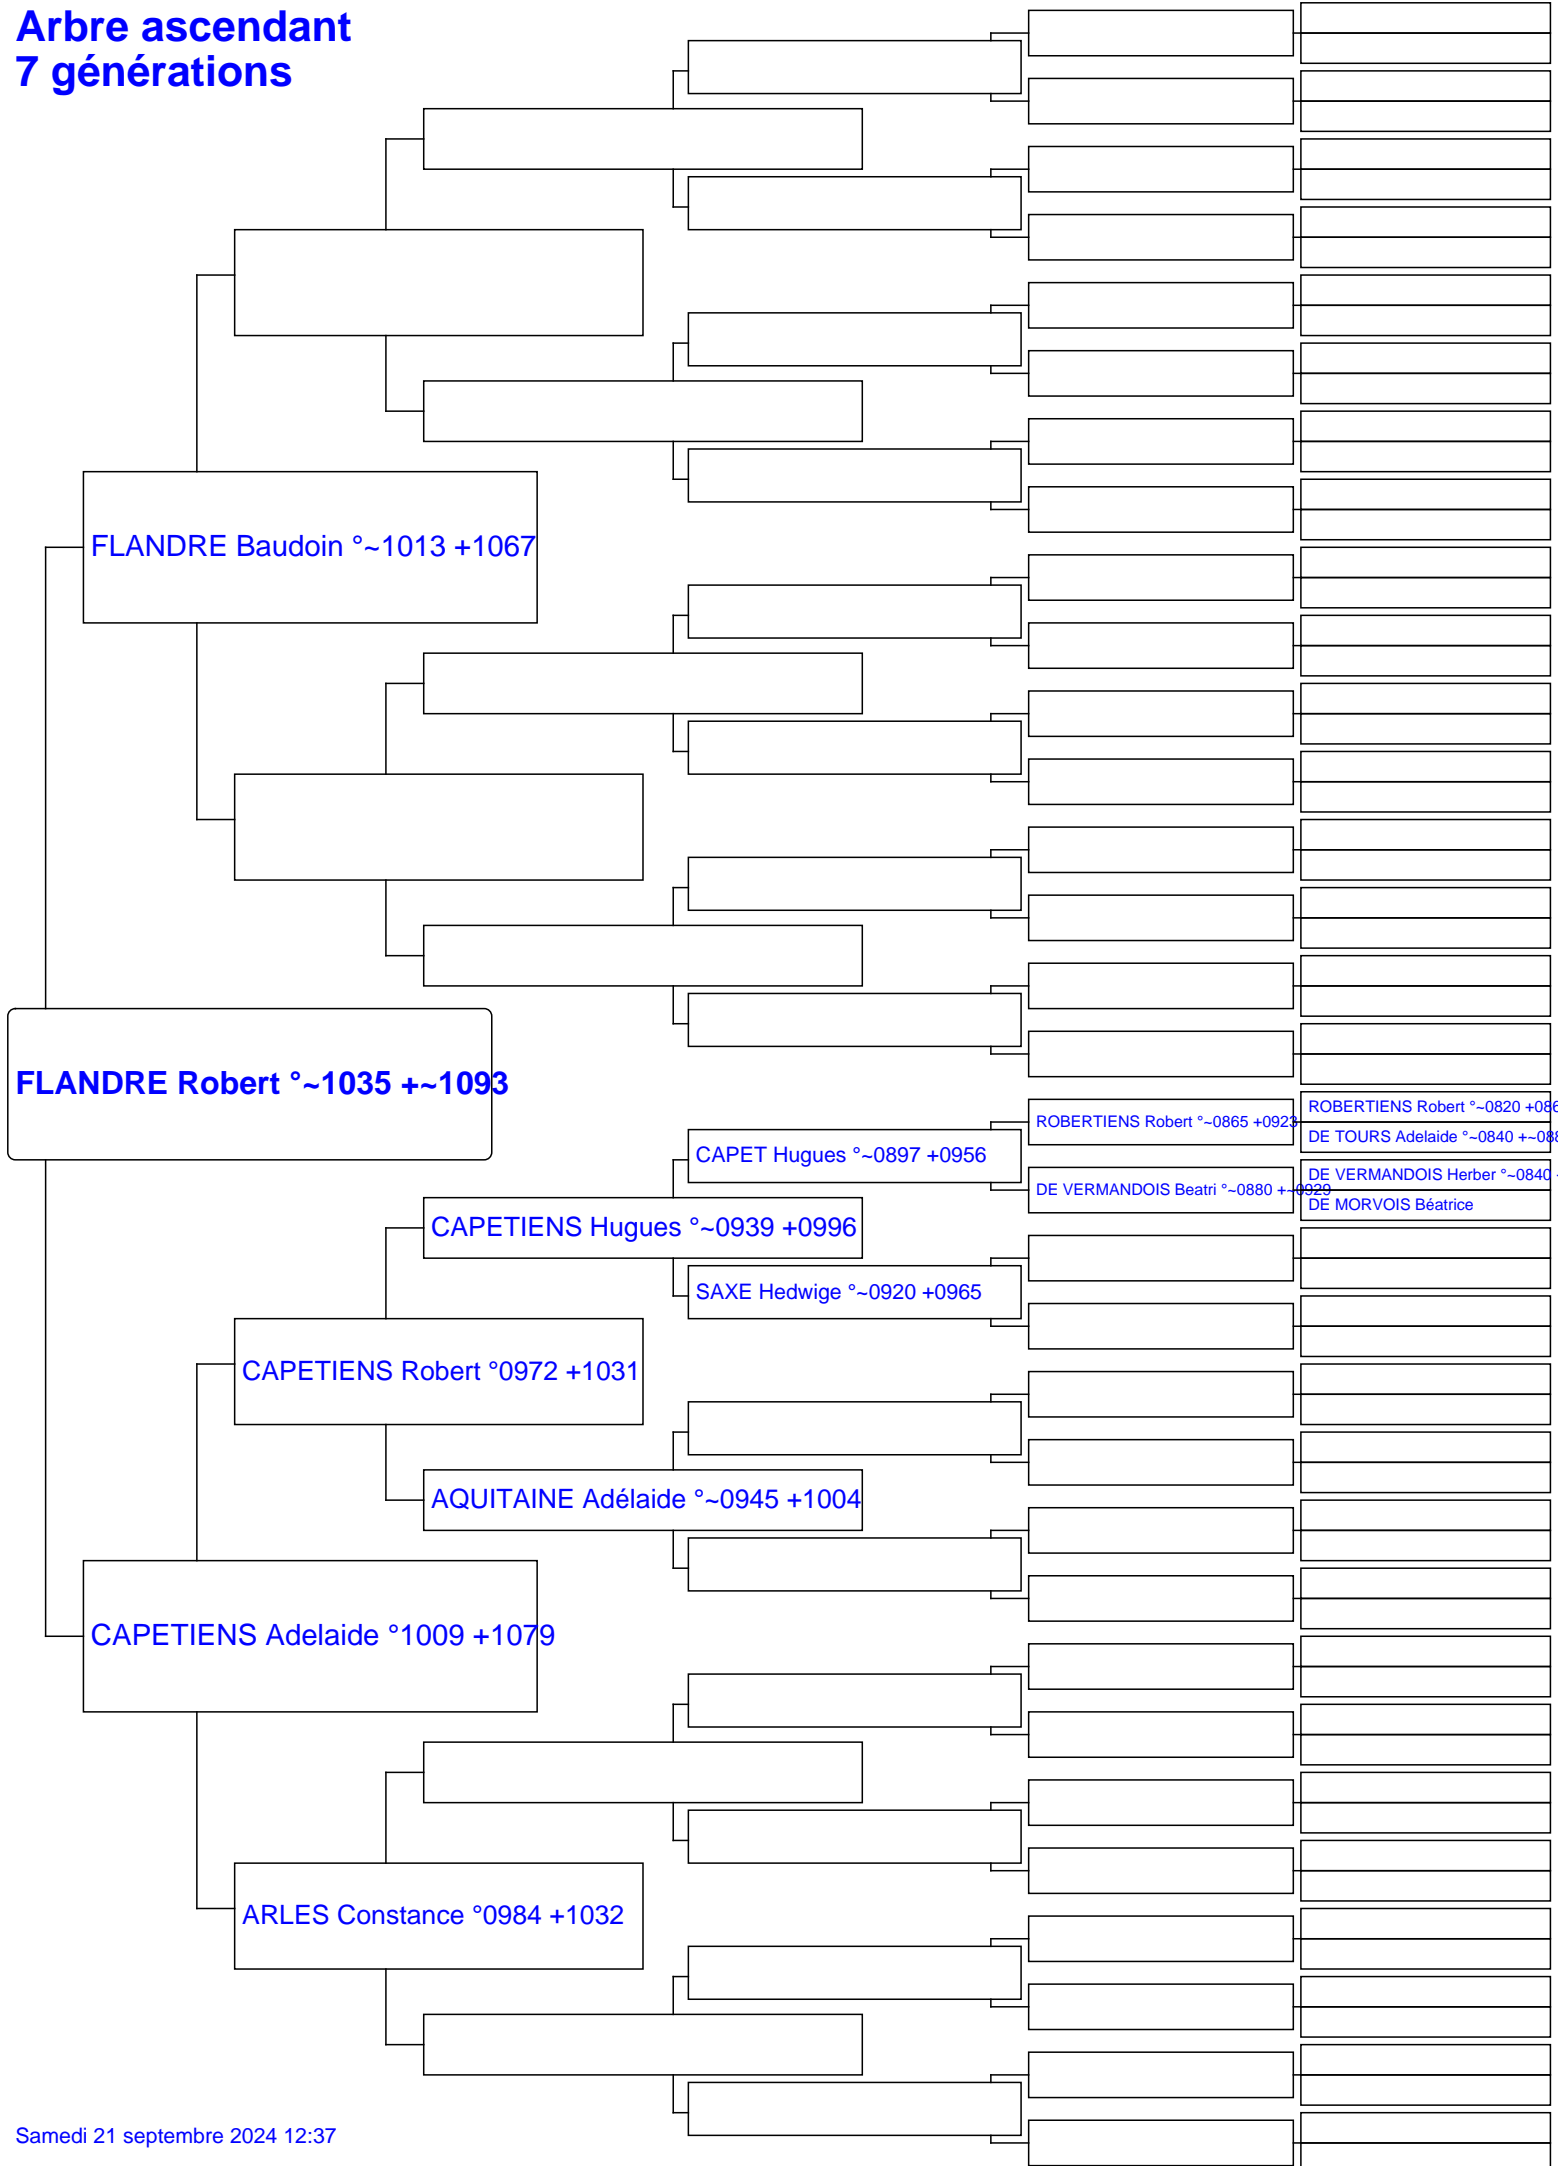 Arbre ascendant
7 générations
FLANDRE Baudoin °~1013 +1067
FLANDRE Robert °~1035 +~1093
ROBERTIENS Robert °~0820 +086
ROBERTIENS Robert °~0865 +0923
DE TOURS Adelaide °~0840 +~088
CAPET Hugues °~0897 +0956
DE VERMANDOIS Herber °~0840
DE VERMANDOIS Beatri °~0880 +~0929
DE MORVOIS Béatrice
CAPETIENS Hugues °~0939 +0996
SAXE Hedwige °~0920 +0965
CAPETIENS Robert °0972 +1031
AQUITAINE Adélaide °~0945 +1004
CAPETIENS Adelaide °1009 +1079
ARLES Constance °0984 +1032
Samedi 21 septembre 2024 12:37